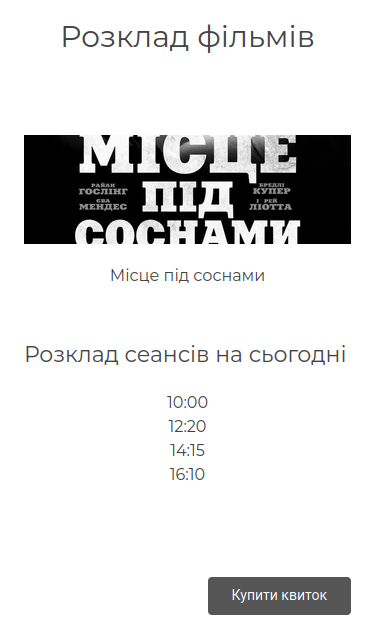 Розклад фільмів
МІСЦЕ
РАЙАН
ГОСЛІНГ
ЄВА
МЕНДЕС
ПІД
БРЕДЛІ
КУПЕР
І РЕЙ
ЛІОТТА
СОСНАМИ
Місце під соснами
Розклад сеансів на сьогодні
10:00
12:20
14:15
16:10
Купити квиток